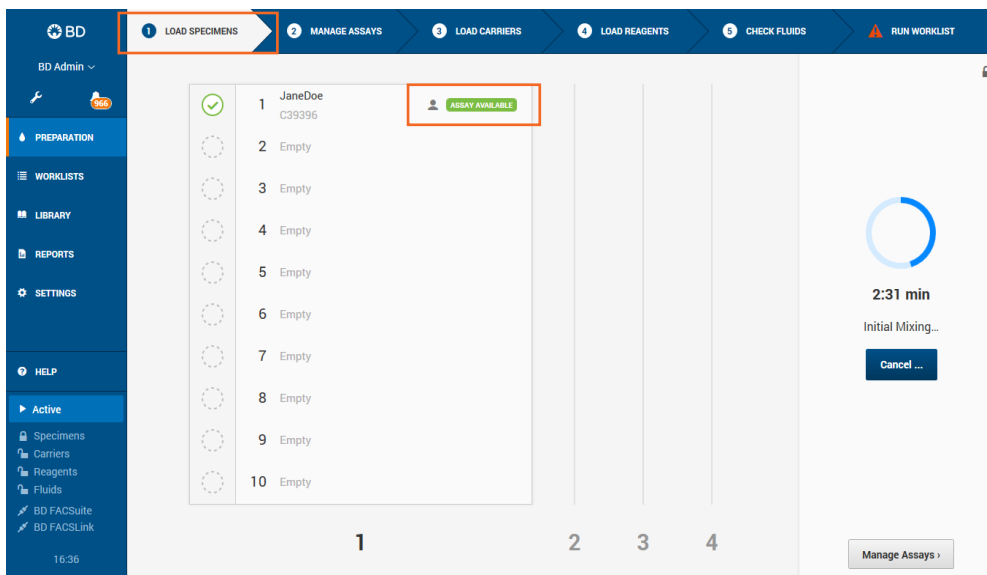 BD
1 LOAD SPECIMENS
2 MANAGE ASSAYS
3 LOAD CARRIERS
4 LOAD REAGENTS
5 CHECK FLUIDS
RUN WORKLIST
BD Admin
966
PREPARATION
WORKLISTS
LIBRARY
REPORTS
SETTINGS
HELP
Active
Specimens
Carriers
Reagents
Fluids
BD FACSuite
BD FACSLink
16:36
1 JaneDoe
C39396
ASSAY AVAILABLE
2 Empty
3 Empty
4 Empty
5 Empty
6 Empty
7 Empty
8 Empty
9 Empty
10 Empty
1 2 3 4
2:31 min
Initial Mixing...
Cancel ...
Manage Assays ›